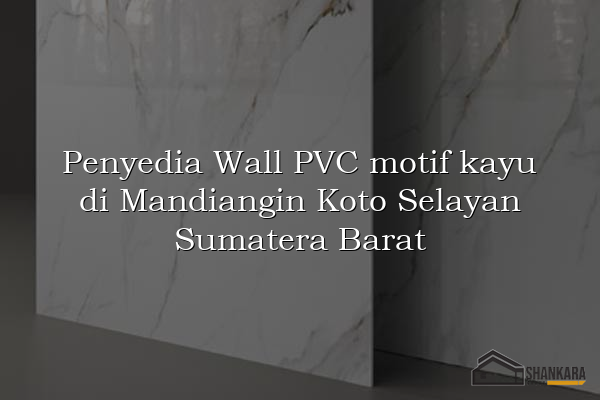 Penyedia Wall PVC motif kayu
di Mandiangin Koto Selayan
Sumatera Barat
SHANKARA